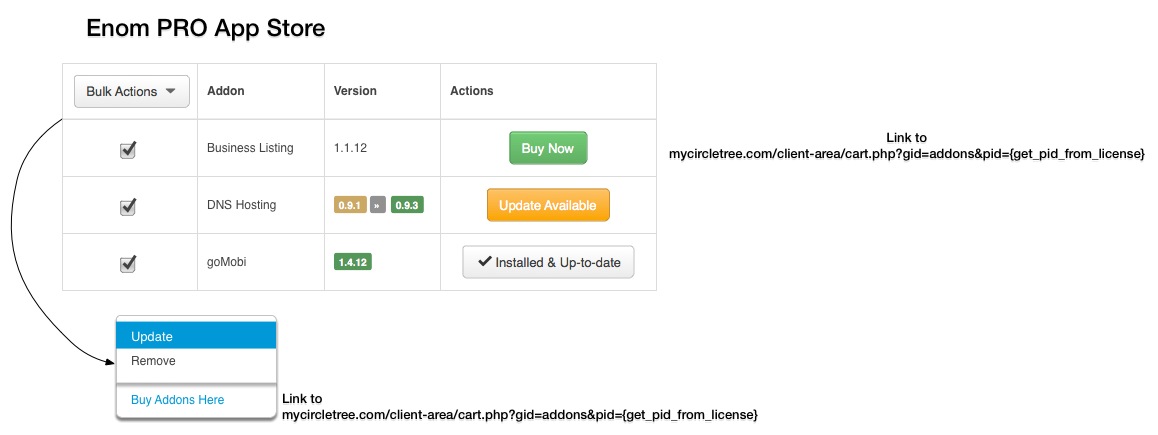 Enom PRO App Store
Bulk Actions Addon Version Actions
Business Listing 1.1.12 Buy Now
Link to
mycircletree.com/client-area/cart.php?gid=addons&pid={get_pid_from_license}
DNS Hosting 0.9.1 » 0.9.3 Update Available
goMobi 1.4.12 Installed & Up-to-date
Update
Remove
Buy Addons Here
Link to
mycircletree.com/client-area/cart.php?gid=addons&pid={get_pid_from_license}